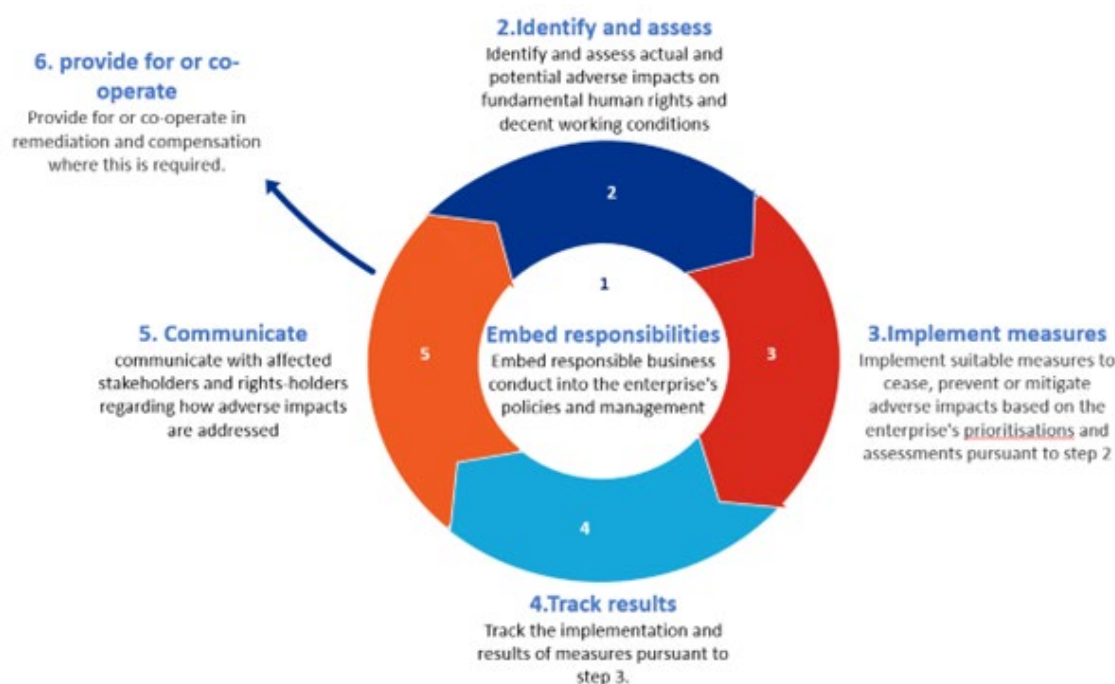 2.Identify and assess
Identify and assess actual and
potential adverse impacts on
fundamental human rights and
decent working conditions
6. provide for or co-
operate
Provide for or co-operate in
remediation and compensation
where this is required.
2
1
Embed responsibilities
Embed responsible business
conduct into the enterprise's
policies and management
5. Communicate
communicate with affected
stakeholders and rights-holders
regarding how adverse impacts
are addressed
5
3
3.Implement measures
Implement suitable measures to
cease, prevent or mitigate
adverse impacts based on the
enterprise's prioritisations and
assessments pursuant to step 2
4
4.Track results
Track the implementation and
results of measures pursuant to
step 3.